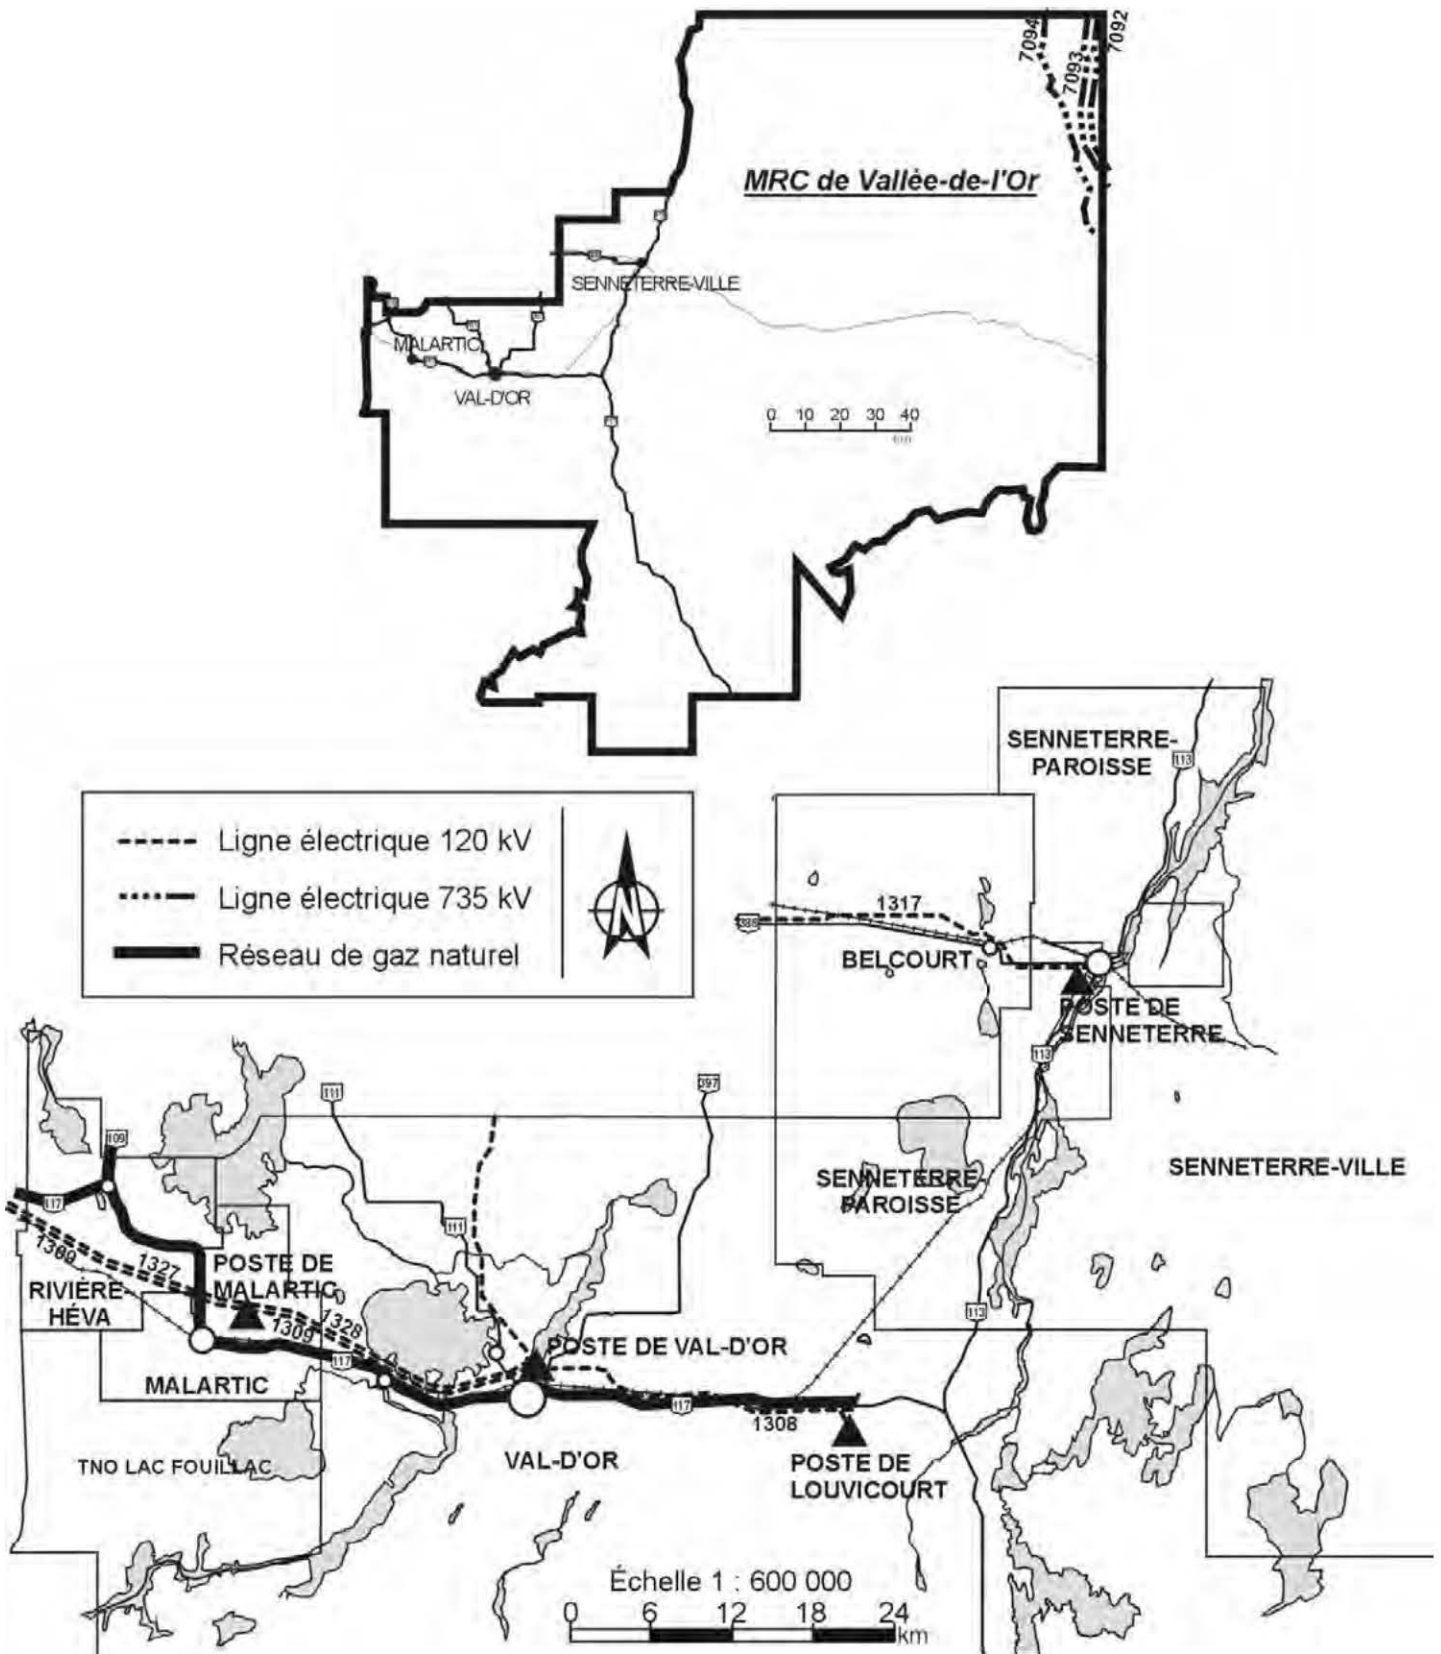 7094
7093
7092
MRC de Vallée-de-l'Or
SENNETERRE-VILLE
MALARTIC
VAL-D'OR
0 10 20 30 40
km
SENNETERRE-
PAROISSE
113
Ligne électrique 120 kV
Ligne électrique 735 kV
Réseau de gaz naturel
N
1317
386
BELCOURT
POSTE DE
SENNETERRE
113
111
397
109
SENNETERRE-VILLE
SENNETERRE-
PAROISSE
117
111
1369
1327
POSTE DE
MALARTIC
RIVIÈRE-
HÉVA
1328
1309
113
117
POSTE DE VAL-D'OR
MALARTIC
117
1308
VAL-D'OR
POSTE DE
LOUVICOURT
TNO LAC FOUILLAC
Échelle 1 : 600 000
0 6 12 18 24
km